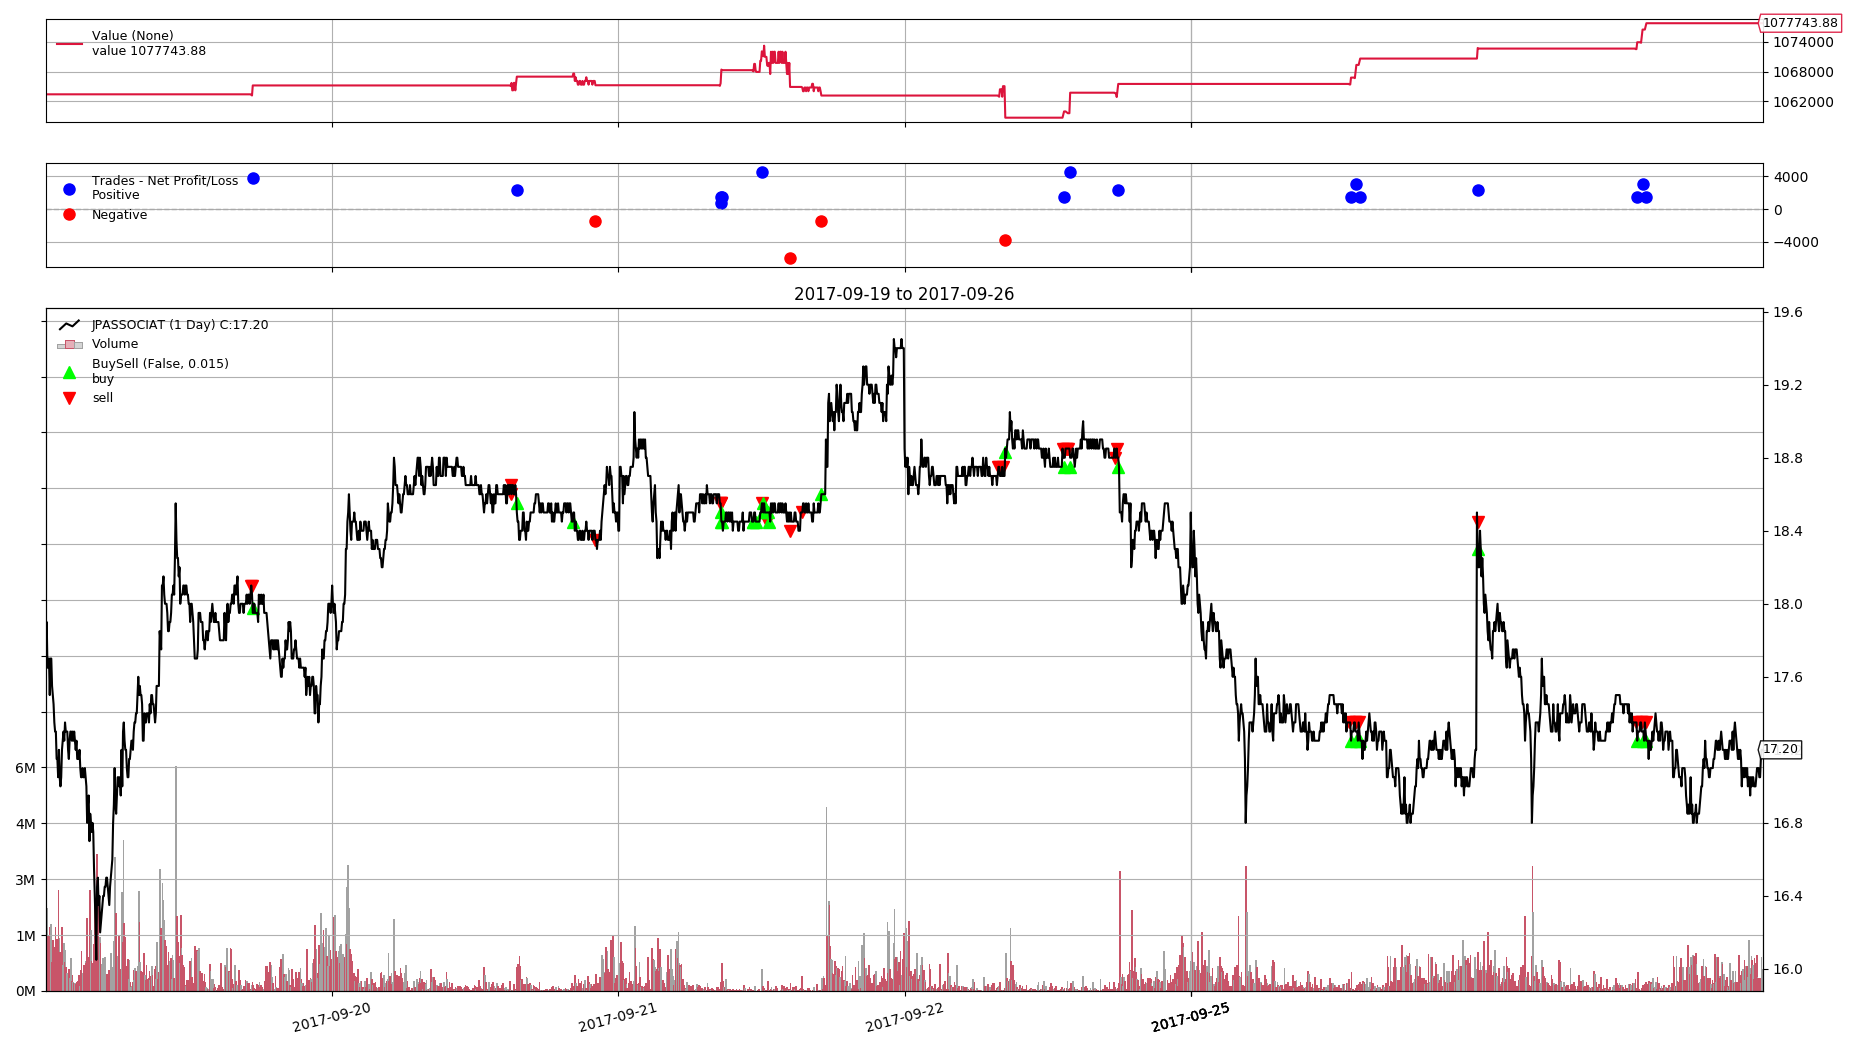 Value (None)
value 1077743.88
1077743.88
1074000
1068000
1062000
Trades - Net Profit/Loss
Positive
Negative
4000
0
−4000
2017-09-19 to 2017-09-26
JPASSOCIAT (1 Day) C:17.20
Volume
BuySell (False, 0.015)
buy
sell
19.6
19.2
18.8
18.4
18.0
17.6
17.20
16.8
16.4
16.0
6M
4M
3M
1M
0M
2017-09-20
2017-09-21
2017-09-22
2017-09-25